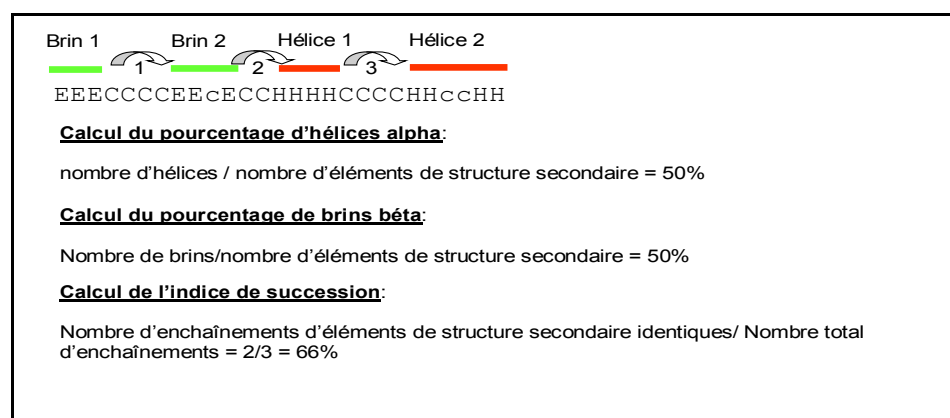 Brin 1 Brin 2 Hélice 1 Hélice 2
1 2 3
EEECCCCEEcECCHHHHCCCCHHccHH
Calcul du pourcentage d'hélices alpha:
nombre d'hélices / nombre d'éléments de structure secondaire = 50%
Calcul du pourcentage de brins béta:
Nombre de brins/nombre d'éléments de structure secondaire = 50%
Calcul de l'indice de succession:
Nombre d'enchaînements d'éléments de structure secondaire identiques/ Nombre total
d'enchaînements = 2/3 = 66%